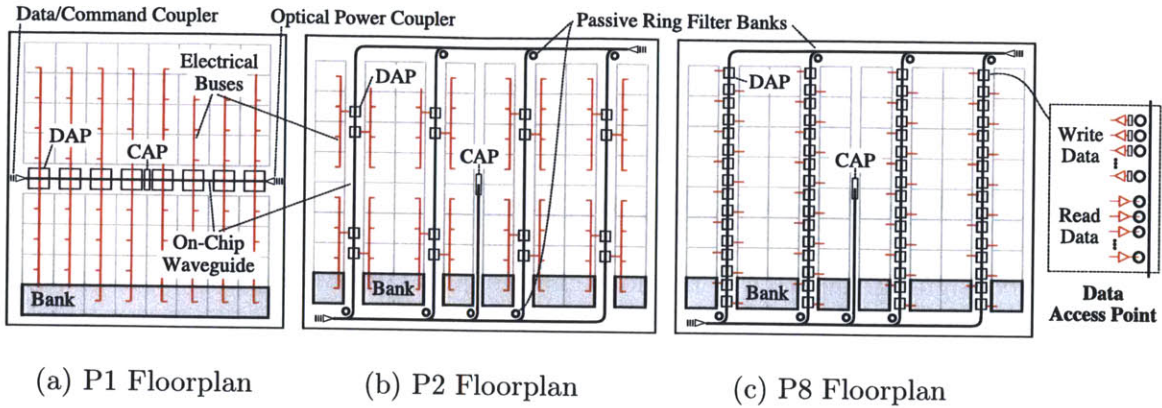 Data/Command Coupler
Optical Power Coupler
Passive Ring Filter Banks
Electrical
Buses
DAP
CAP
On-Chip
Waveguide
Bank
DAP
CAP
Bank
DAP
CAP
Bank
Write
Data
Read
Data
Data
Access Point
(a) P1 Floorplan
(b) P2 Floorplan
(c) P8 Floorplan